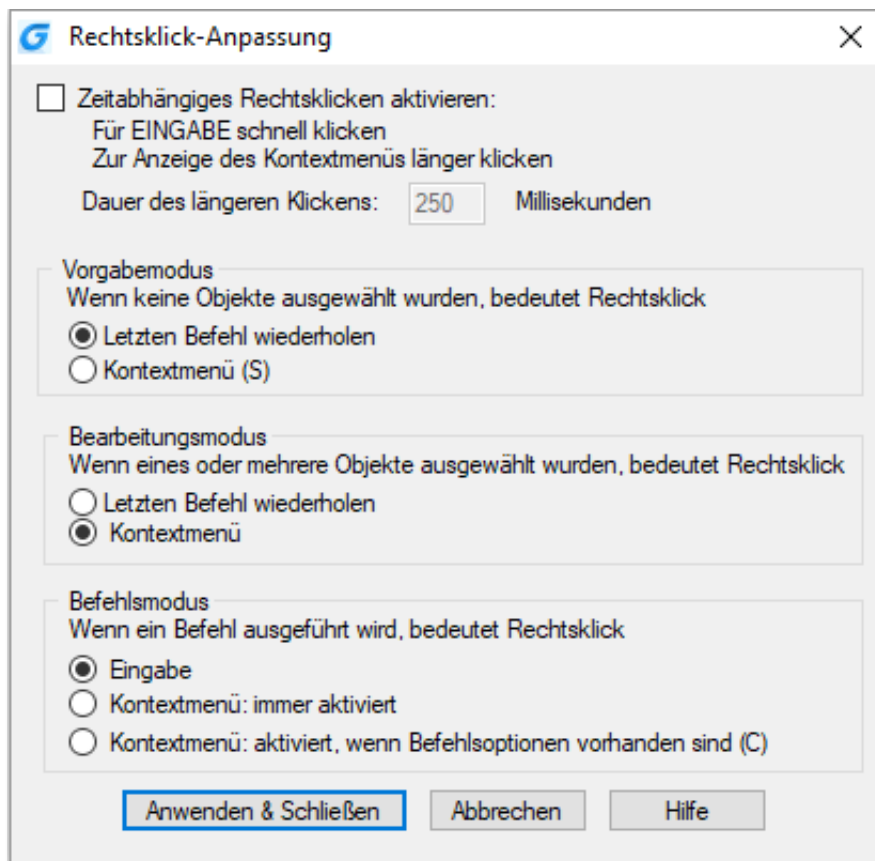 Rechtsklick-Anpassung
Zeitabhängiges Rechtsklicken aktivieren:
Für EINGABE schnell klicken
Zur Anzeige des Kontextmenüs länger klicken
Dauer des längeren Klickens: 250 Millisekunden
Vorgabemodus
Wenn keine Objekte ausgewählt wurden, bedeutet Rechtsklick
Letzten Befehl wiederholen
Kontextmenü (S)
Bearbeitungsmodus
Wenn eines oder mehrere Objekte ausgewählt wurden, bedeutet Rechtsklick
Letzten Befehl wiederholen
Kontextmenü
Befehlsmodus
Wenn ein Befehl ausgeführt wird, bedeutet Rechtsklick
Eingabe
Kontextmenü: immer aktiviert
Kontextmenü: aktiviert, wenn Befehlsoptionen vorhanden sind (C)
Anwenden & Schließen Abbrechen Hilfe